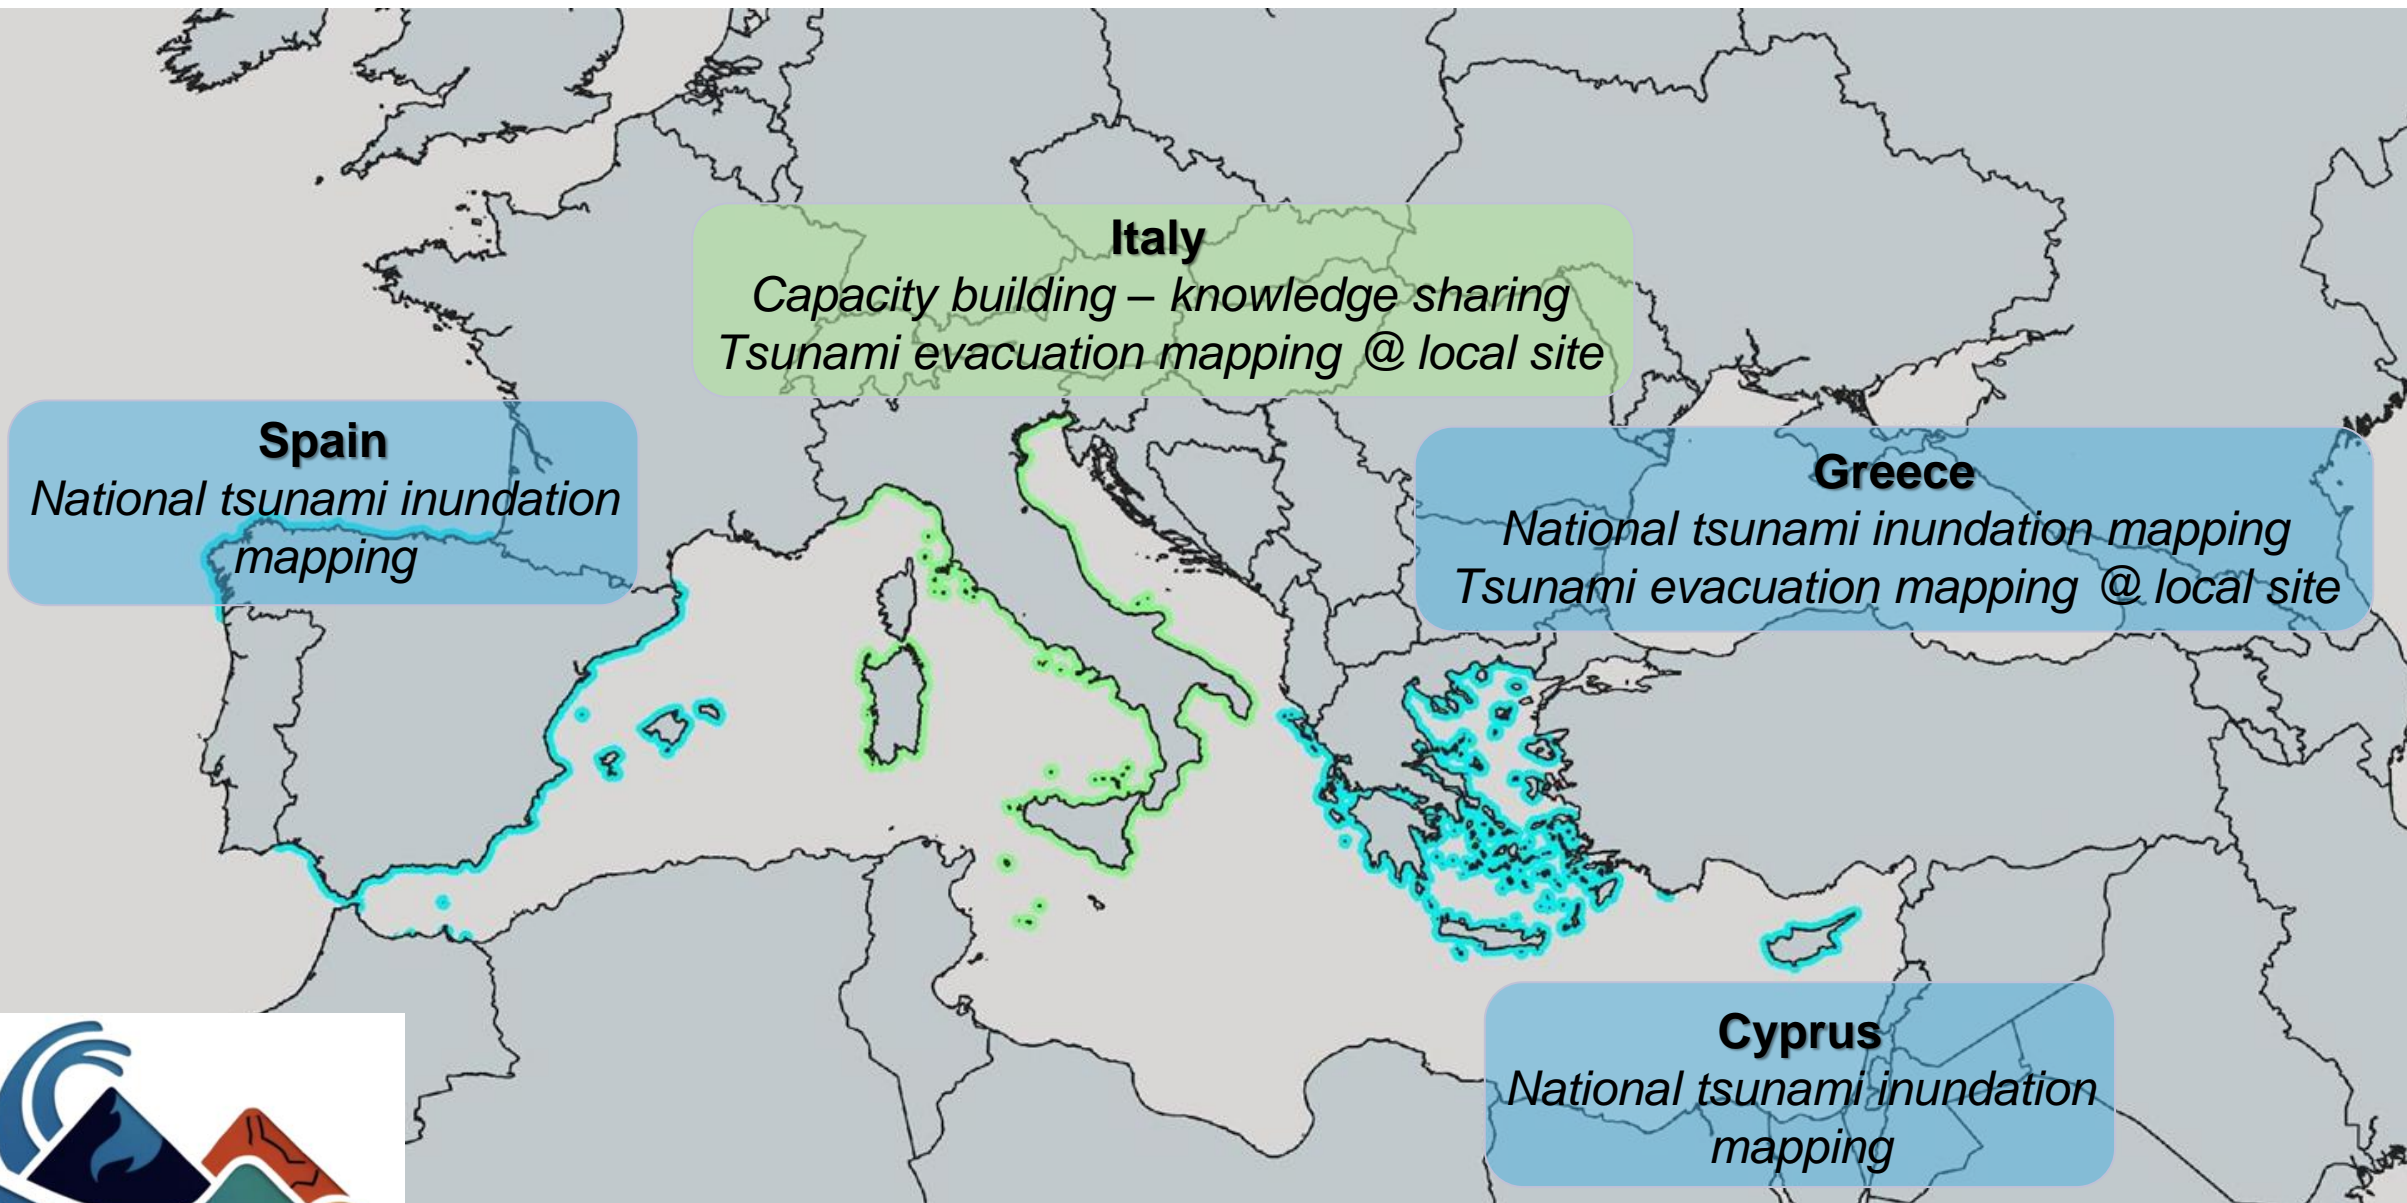 Italy
Capacity building – knowledge sharing
Tsunami evacuation mapping @ local site
Spain
National tsunami inundation
mapping
Greece
National tsunami inundation mapping
Tsunami evacuation mapping @ local site
Cyprus
National tsunami inundation
mapping